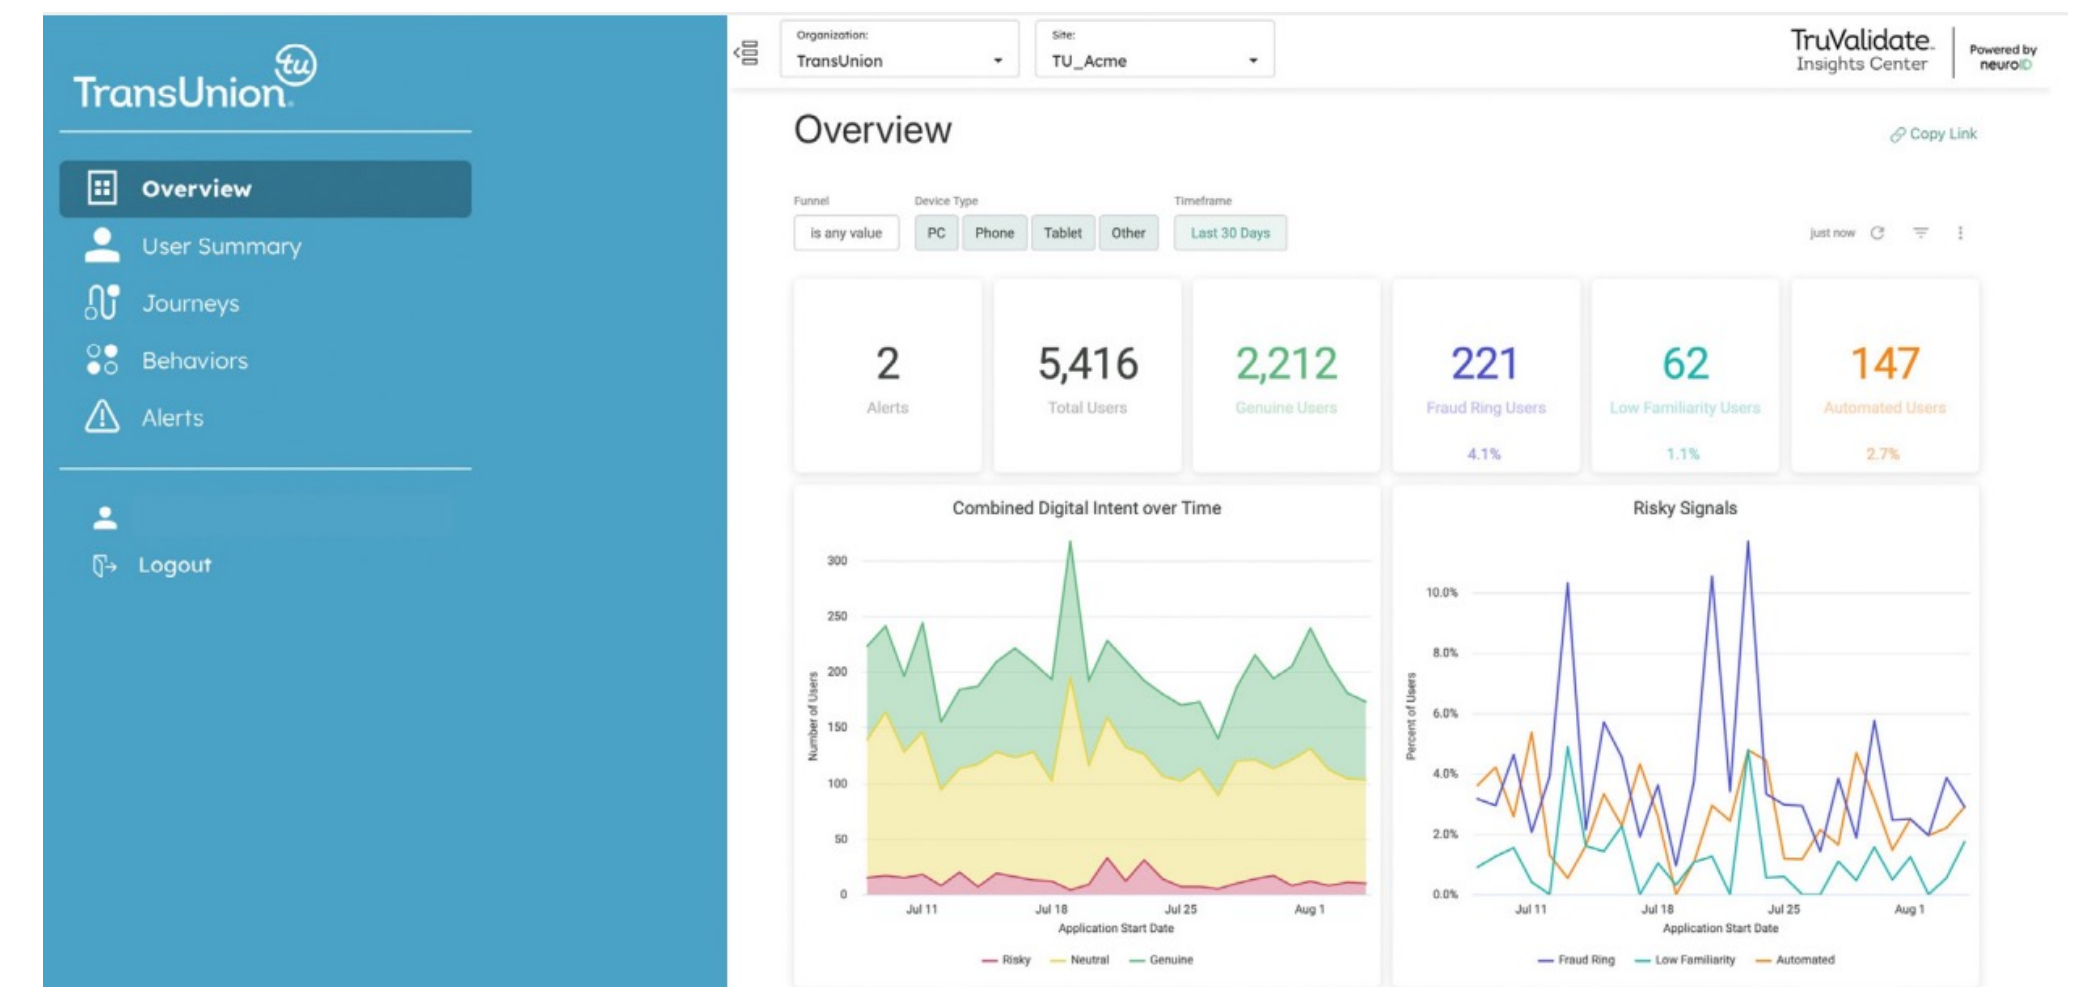 TransUnion
tu
Overview
User Summary
Journeys
Behaviors
Alerts
Logout
Organization:
TransUnion
Site:
TU_Acme
TruValidate
Insights Center
Powered by
neuroID
Overview
Copy Link
Funnel
is any value
Device Type
PC Phone Tablet Other
Timeframe
Last 30 Days
just now
2
Alerts
5,416
Total Users
2,212
Genuine Users
221
Fraud Ring Users
4.1%
62
Low Familiarity Users
1.1%
147
Automated Users
2.7%
Combined Digital Intent over Time
300
250
200
150
100
50
0
Number of Users
Jul 11 Jul 18 Jul 25 Aug 1
Application Start Date
Risky Neutral Genuine
Risky Signals
10.0%
8.0%
6.0%
4.0%
2.0%
0.0%
Percent of Users
Jul 11 Jul 18 Jul 25 Aug 1
Application Start Date
Fraud Ring Low Familiarity Automated